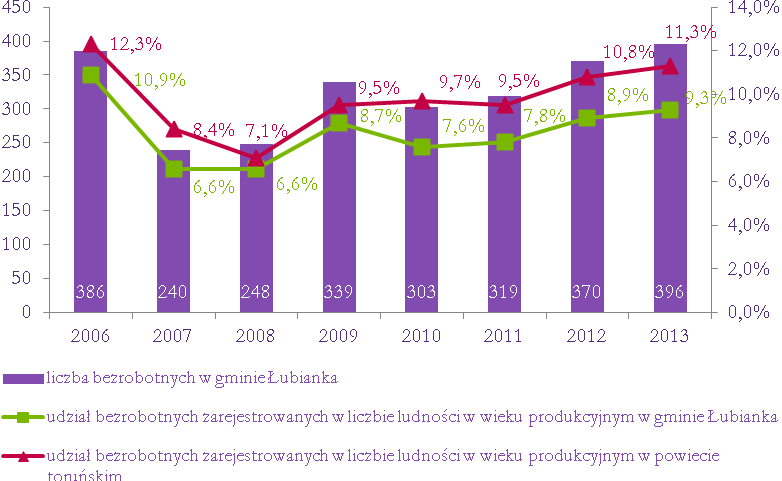 450 14,0%
400 12,3% 10,8% 11,3% 12,0%
350 10,9% 9,5% 9,7% 9,5% 8,9% 9,3% 10,0%
300 8,4% 7,1% 8,7% 7,6% 7,8%
250 8,0%
200 6,6% 6,6% 6,0%
150
100 4,0%
50 2,0%
386 240 248 339 303 319 370 396
0 0,0%
2006 2007 2008 2009 2010 2011 2012 2013
liczba bezrobotnych w gminie Łubianka
udział bezrobotnych zarejestrowanych w liczbie ludności w wieku produkcyjnym w gminie Łubianka
udział bezrobotnych zarejestrowanych w liczbie ludności w wieku produkcyjnym w powiecie
toruńskim